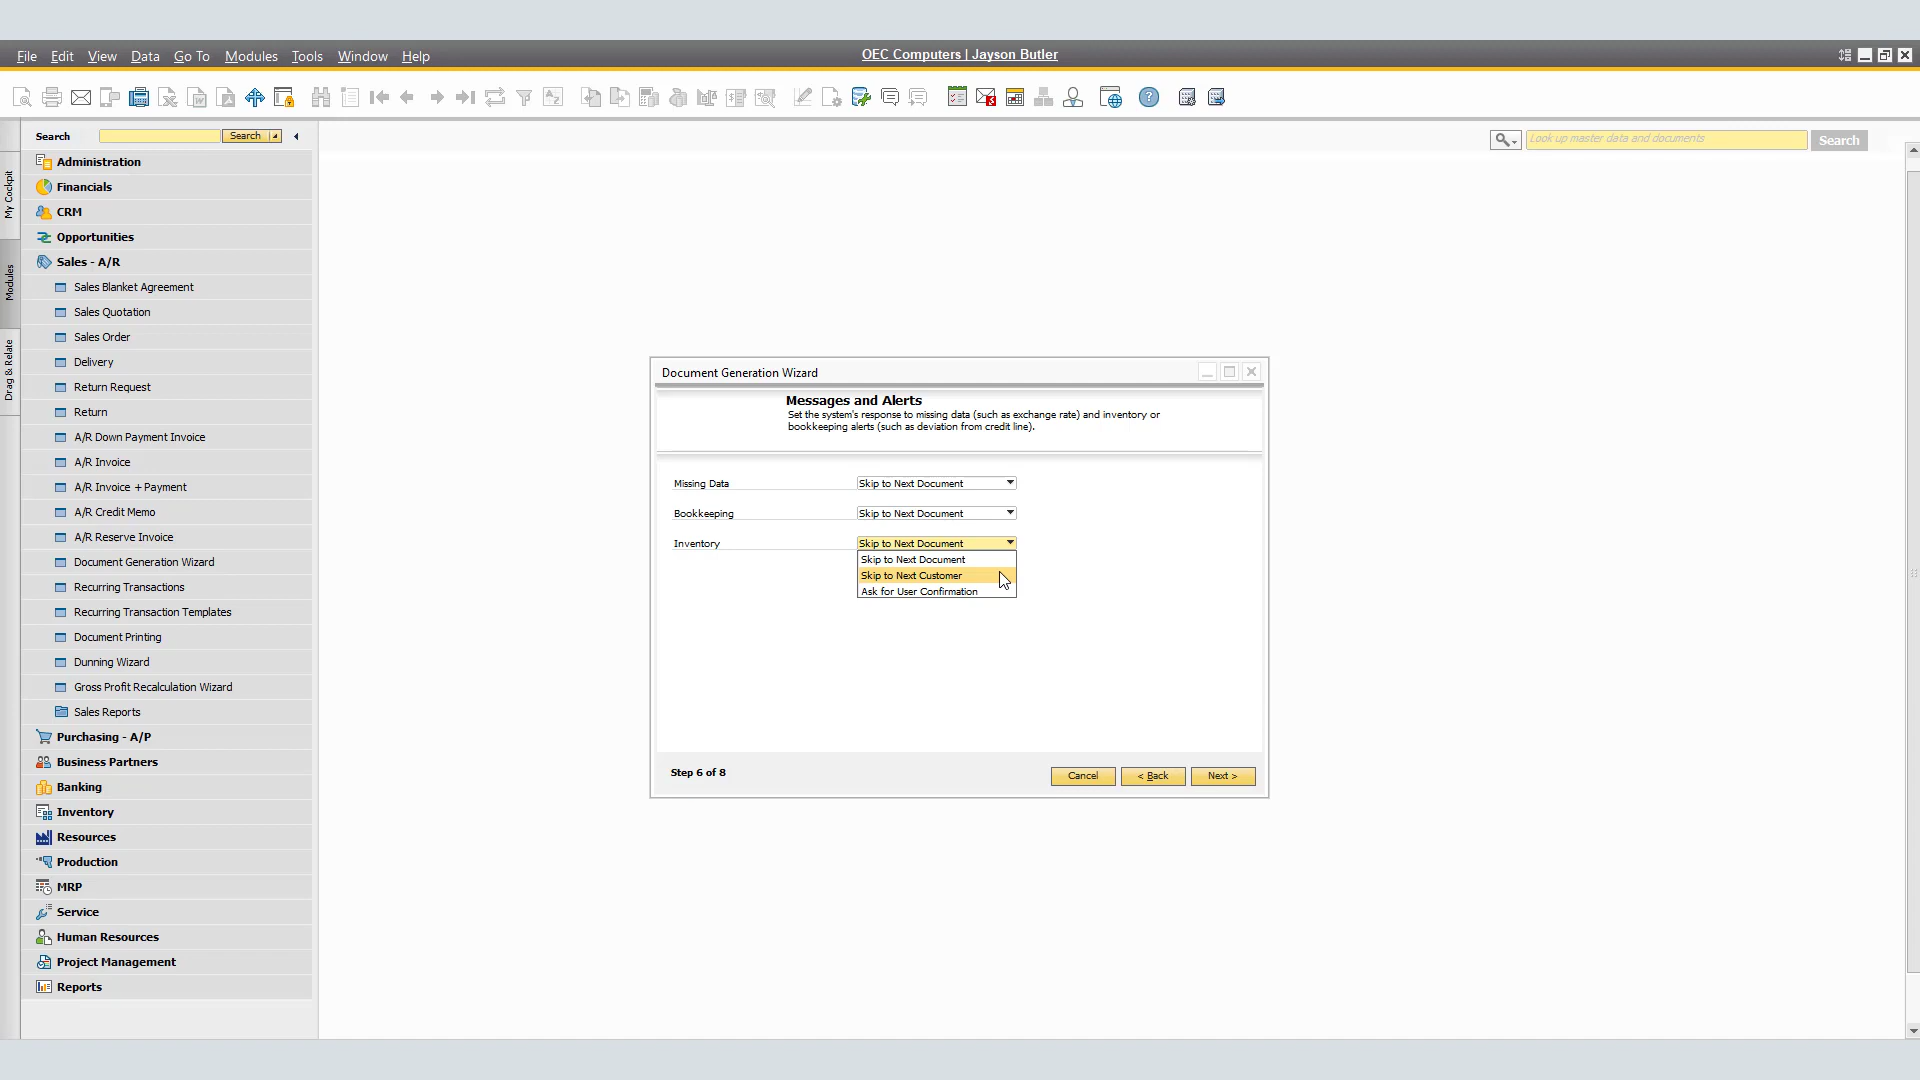 File Edit View Data Go To Modules Tools Window Help
OEC Computers | Jayson Butler
Search Search
Look up master data and documents Search
My Cockpit
Modules
Drag & Relate
Administration
Financials
CRM
Opportunities
Sales - A/R
Sales Blanket Agreement
Sales Quotation
Sales Order
Delivery
Return Request
Return
A/R Down Payment Invoice
A/R Invoice
A/R Invoice + Payment
A/R Credit Memo
A/R Reserve Invoice
Document Generation Wizard
Recurring Transactions
Recurring Transaction Templates
Document Printing
Dunning Wizard
Gross Profit Recalculation Wizard
Sales Reports
Purchasing - A/P
Business Partners
Banking
Inventory
Resources
Production
MRP
Service
Human Resources
Project Management
Reports
Document Generation Wizard
Messages and Alerts
Set the system's response to missing data (such as exchange rate) and inventory or
bookkeeping alerts (such as deviation from credit line).
Missing Data Skip to Next Document
Bookkeeping Skip to Next Document
Inventory Skip to Next Document
Skip to Next Document
Skip to Next Customer
Ask for User Confirmation
Step 6 of 8
Cancel < Back Next >